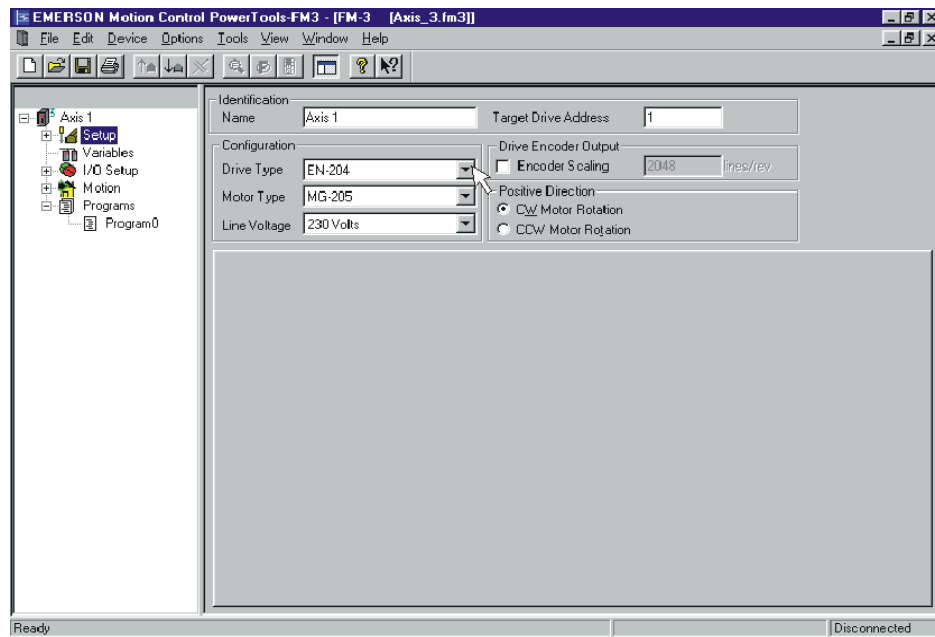 EMERSON Motion Control PowerTools-FM3 - [FM-3 [Axis_3.fm3]]
File Edit Device Options Tools View Window Help
Axis 1
Setup
Variables
I/O Setup
Motion
Programs
Program0
Identification
Name Axis 1 Target Drive Address 1
Configuration
Drive Type EN-204
Motor Type MG-205
Line Voltage 230 Volts
Drive Encoder Output
Encoder Scaling 2048 lines/rev
Positive Direction
CW Motor Rotation
CCW Motor Rotation
Ready Disconnected